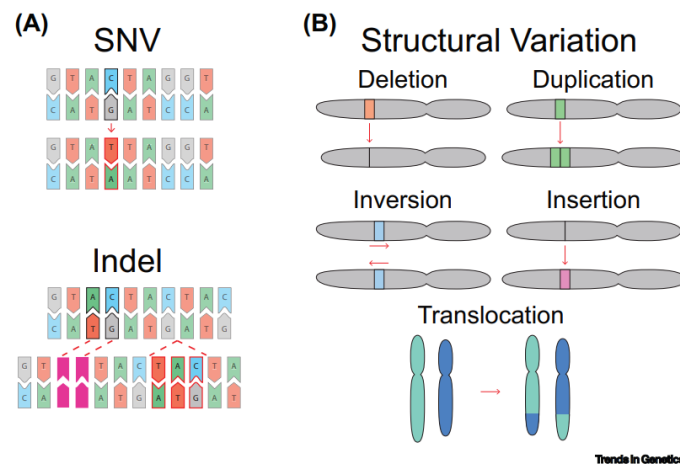 (A)
SNV
G T A C T A G G T
C A T G A T C C A
G T A T T A G G T
C A T A A T C C A
Indel
G T A C T A C T A C
C A T G A T G A T G
G T T A C T A C T A
C A A T G A T G A T
(B)
Structural Variation
Deletion
Duplication
Inversion
Insertion
Translocation
Trends in Genetics